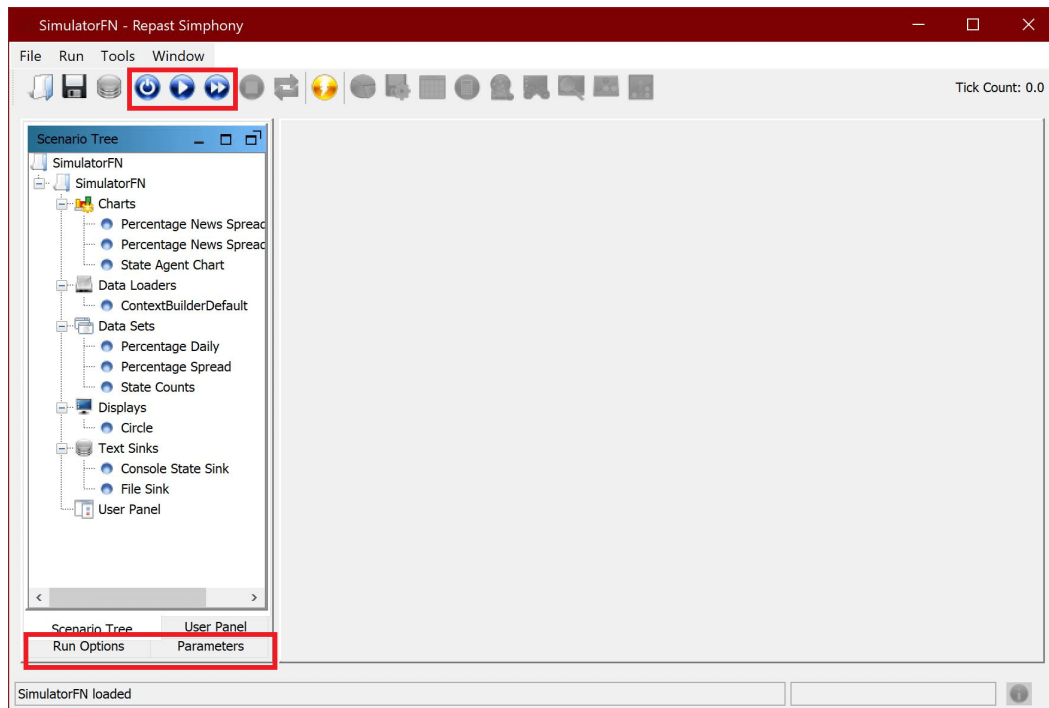 SimulatorFN - Repast Simphony
File Run Tools Window
Tick Count: 0.0
Scenario Tree
SimulatorFN
SimulatorFN
Charts
Percentage News Spread
Percentage News Spread
State Agent Chart
Data Loaders
ContextBuilderDefault
Data Sets
Percentage Daily
Percentage Spread
State Counts
Displays
Circle
Text Sinks
Console State Sink
File Sink
User Panel
Scenario Tree User Panel
Run Options Parameters
SimulatorFN loaded